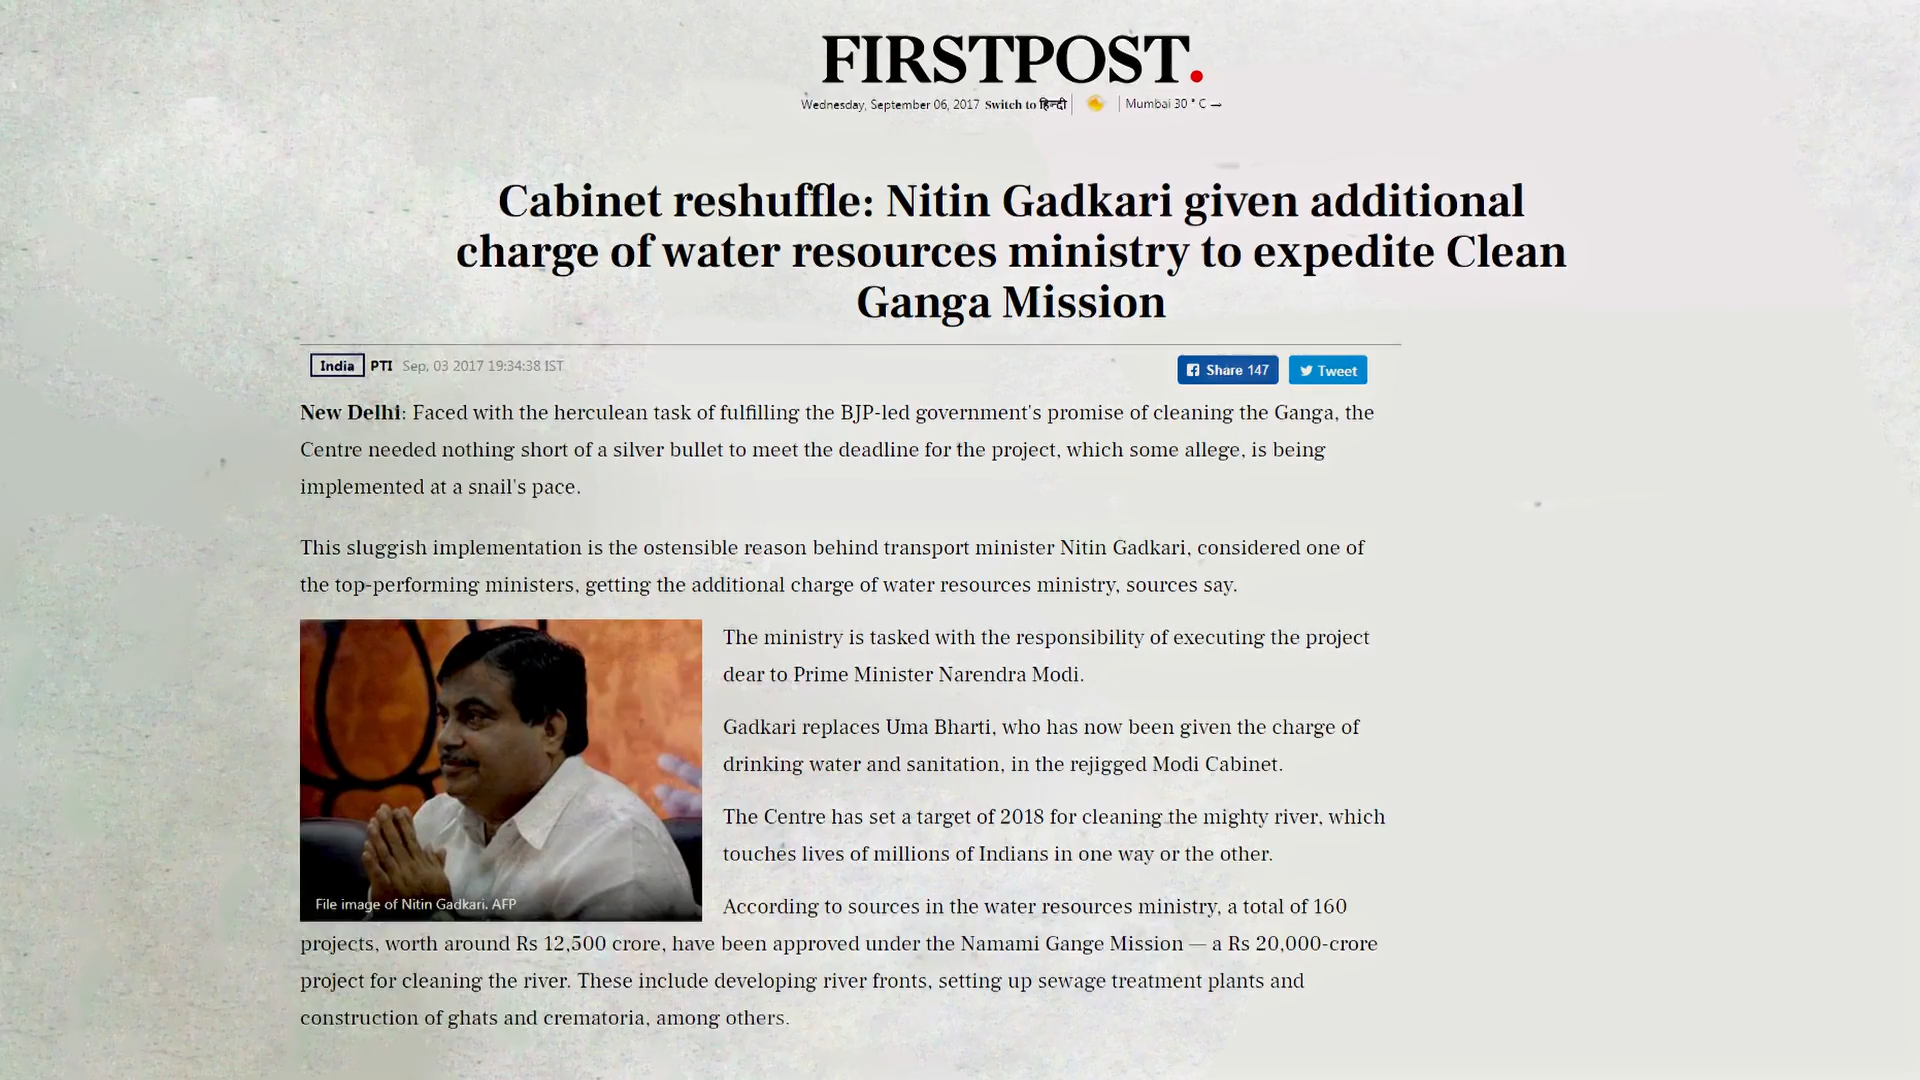 FIRSTPOST.
Wednesday, September 06, 2017 Switch to हिन्दी Mumbai 30 ° C →
Cabinet reshuffle: Nitin Gadkari given additional
charge of water resources ministry to expedite Clean
Ganga Mission
India PTI Sep, 03 2017 19:34:38 IST
Share 147 Tweet
New Delhi: Faced with the herculean task of fulfilling the BJP-led government's promise of cleaning the Ganga, the
Centre needed nothing short of a silver bullet to meet the deadline for the project, which some allege, is being
implemented at a snail's pace.
This sluggish implementation is the ostensible reason behind transport minister Nitin Gadkari, considered one of
the top-performing ministers, getting the additional charge of water resources ministry, sources say.
The ministry is tasked with the responsibility of executing the project
dear to Prime Minister Narendra Modi.
Gadkari replaces Uma Bharti, who has now been given the charge of
drinking water and sanitation, in the rejigged Modi Cabinet.
The Centre has set a target of 2018 for cleaning the mighty river, which
touches lives of millions of Indians in one way or the other.
File image of Nitin Gadkari. AFP
According to sources in the water resources ministry, a total of 160
projects, worth around Rs 12,500 crore, have been approved under the Namami Gange Mission — a Rs 20,000-crore
project for cleaning the river. These include developing river fronts, setting up sewage treatment plants and
construction of ghats and crematoria, among others.